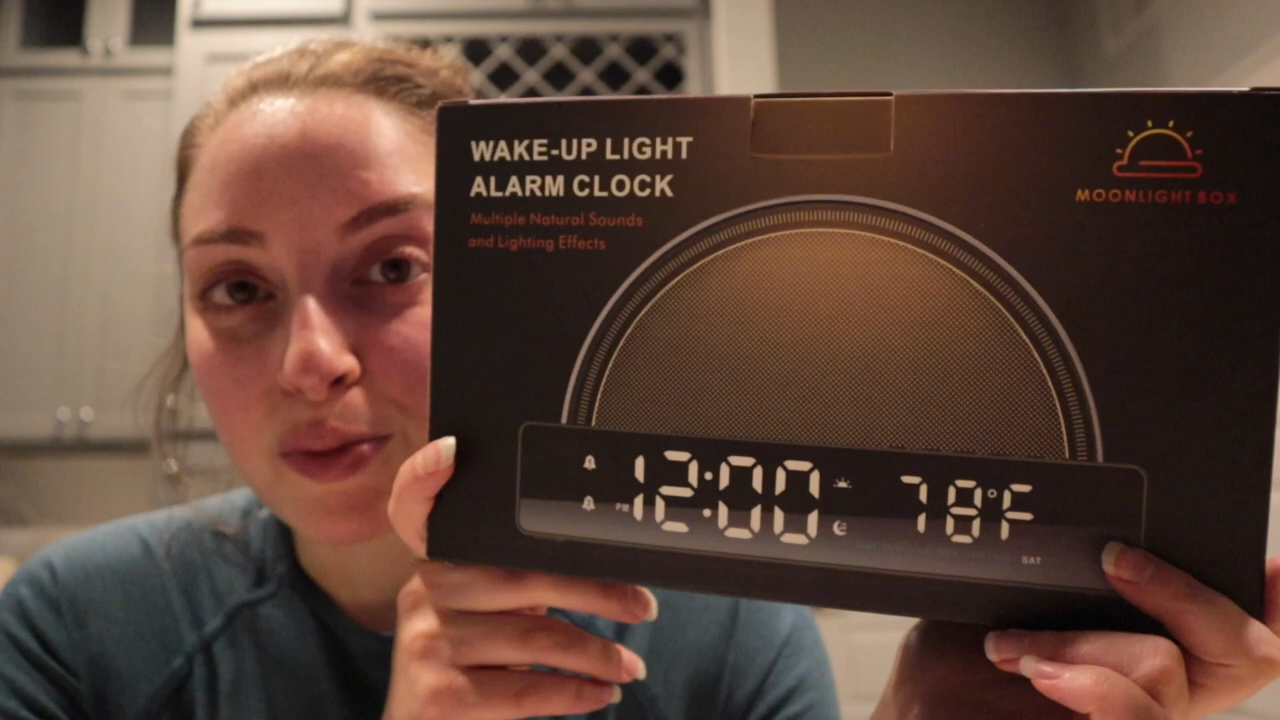 WAKE-UP LIGHT
ALARM CLOCK
Multiple Natural Sounds
and Lighting Effects
MOONLIGHT BOX
PM 12:00 78°F
SAT